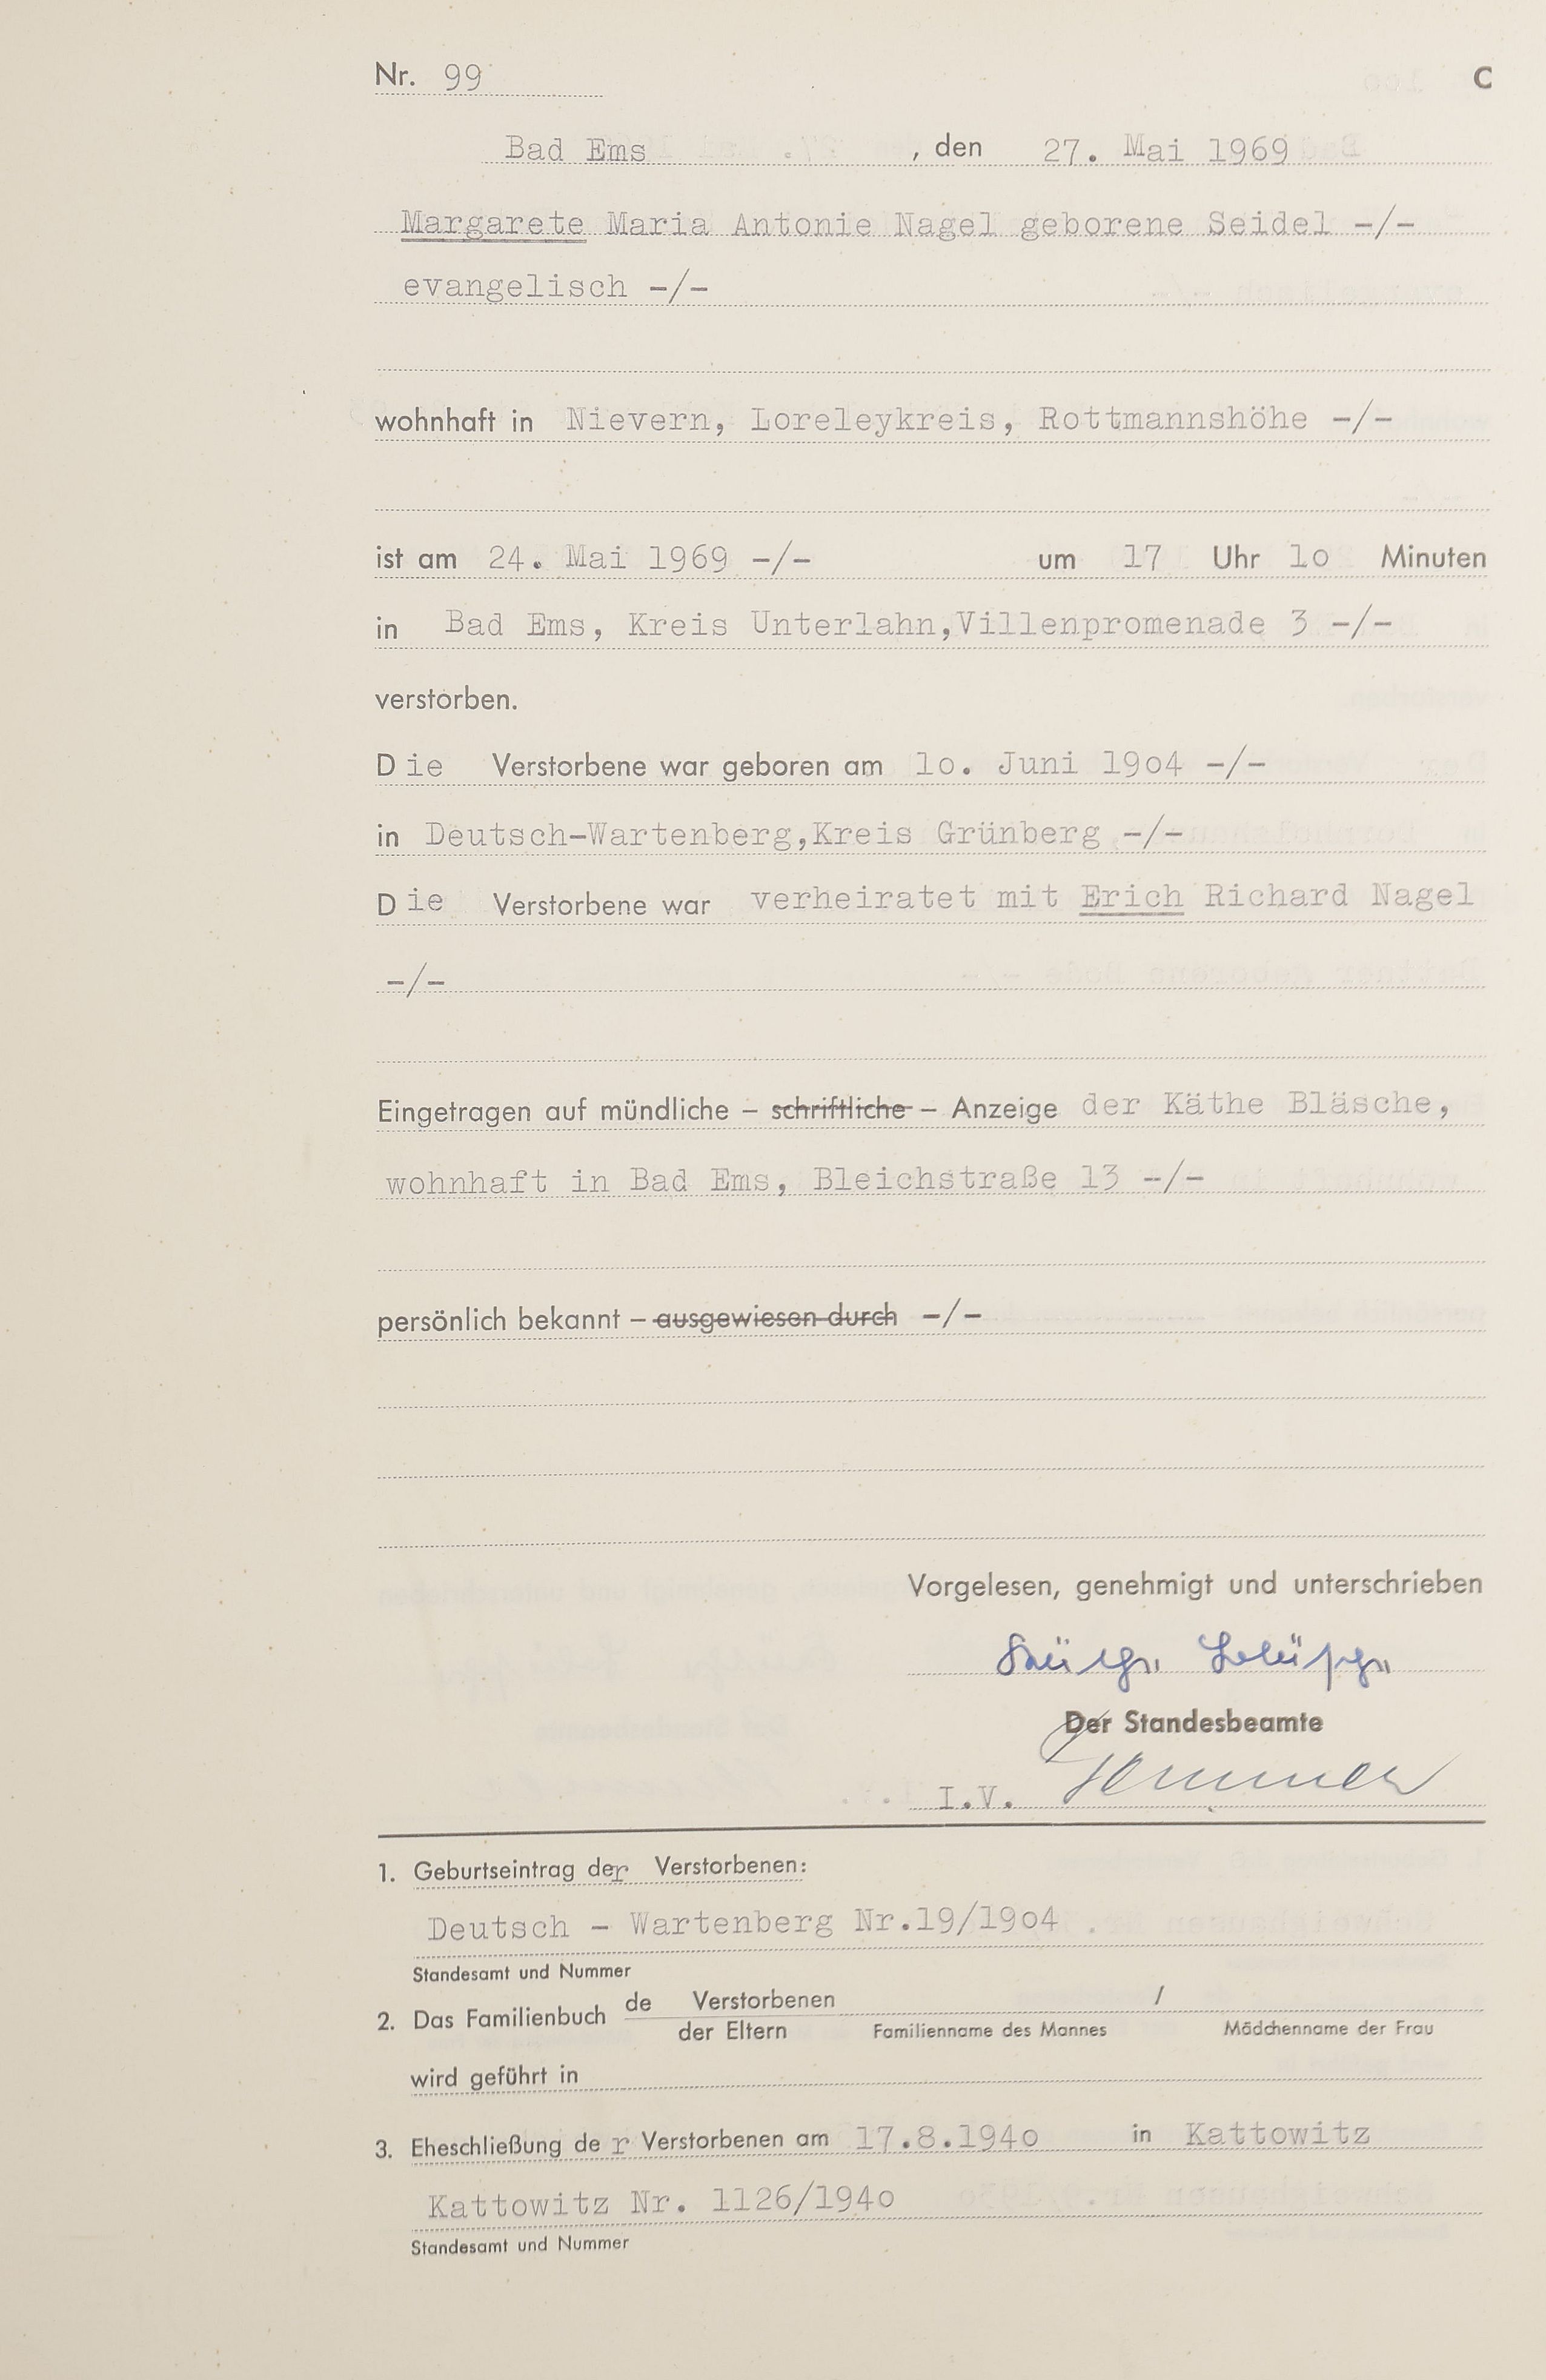 Nr. 99 C
Bad Ems , den 27. Mai 1969
Margarete Maria Antonie Nagel geborene Seidel -/-
evangelisch -/-
wohnhaft in Nievern, Loreleykreis, Rottmannshöhe -/-
ist am 24. Mai 1969 -/- um 17 Uhr 1o Minuten
in Bad Ems, Kreis Unterlahn,Villenpromenade 3 -/-
verstorben.
Die Verstorbene war geboren am 1o. Juni 19o4 -/-
in Deutsch-Wartenberg,Kreis Grünberg -/-
Die Verstorbene war verheiratet mit Erich Richard Nagel
-/-
Eingetragen auf mündliche – schriftliche – Anzeige der Käthe Bläsche,
wohnhaft in Bad Ems, Bleichstraße 13 -/-
persönlich bekannt – ausgewiesen durch -/-
Vorgelesen, genehmigt und unterschrieben
Käthe Bläsche
Der Standesbeamte
I.V.
1. Geburtseintrag der Verstorbenen:
Deutsch - Wartenberg Nr.19/19o4
Standesamt und Nummer
2. Das Familienbuch de Verstorbenen /
der Eltern Familienname des Mannes Mädchenname der Frau
wird geführt in
3. Eheschließung der Verstorbenen am 17.8.194o in Kattowitz
Kattowitz Nr. 1126/194o
Standesamt und Nummer